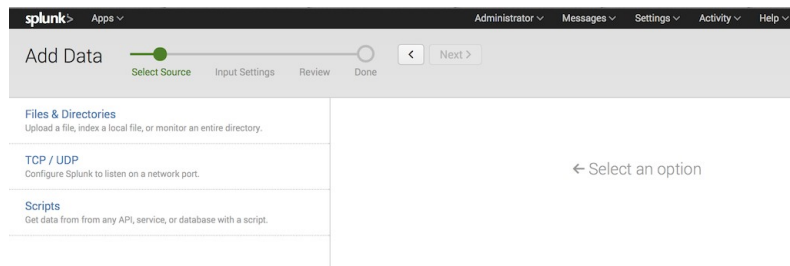 splunk> Apps Administrator Messages Settings Activity Help
Add Data
Select Source Input Settings Review Done
< Next >
Files & Directories
Upload a file, index a local file, or monitor an entire directory.
TCP / UDP
Configure Splunk to listen on a network port.
Scripts
Get data from from any API, service, or database with a script.
← Select an option